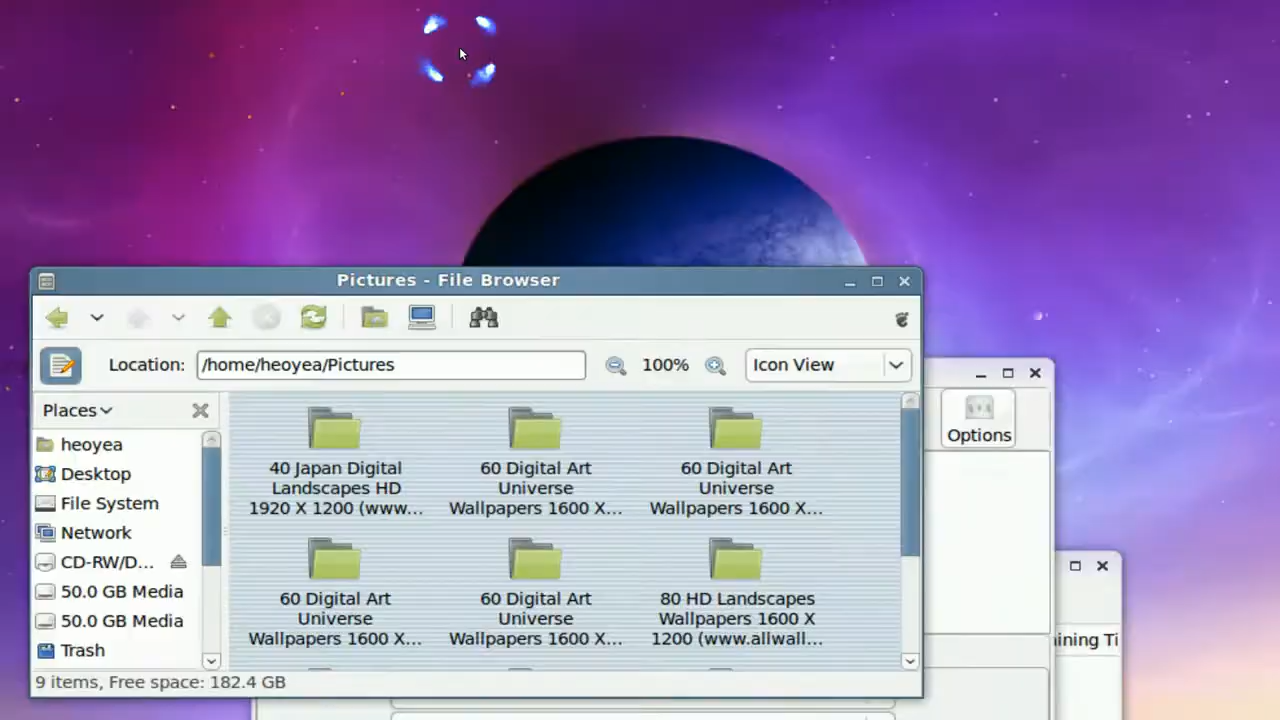 Pictures - File Browser
Location: /home/heoyea/Pictures 100% Icon View
Places
heoyea
Desktop
File System
Network
CD-RW/D...
50.0 GB Media
50.0 GB Media
Trash
40 Japan Digital
Landscapes HD
1920 X 1200 (www...
60 Digital Art
Universe
Wallpapers 1600 X...
60 Digital Art
Universe
Wallpapers 1600 X...
60 Digital Art
Universe
Wallpapers 1600 X...
60 Digital Art
Universe
Wallpapers 1600 X...
80 HD Landscapes
Wallpapers 1600 X
1200 (www.allwall...
9 items, Free space: 182.4 GB
Options
ining Ti